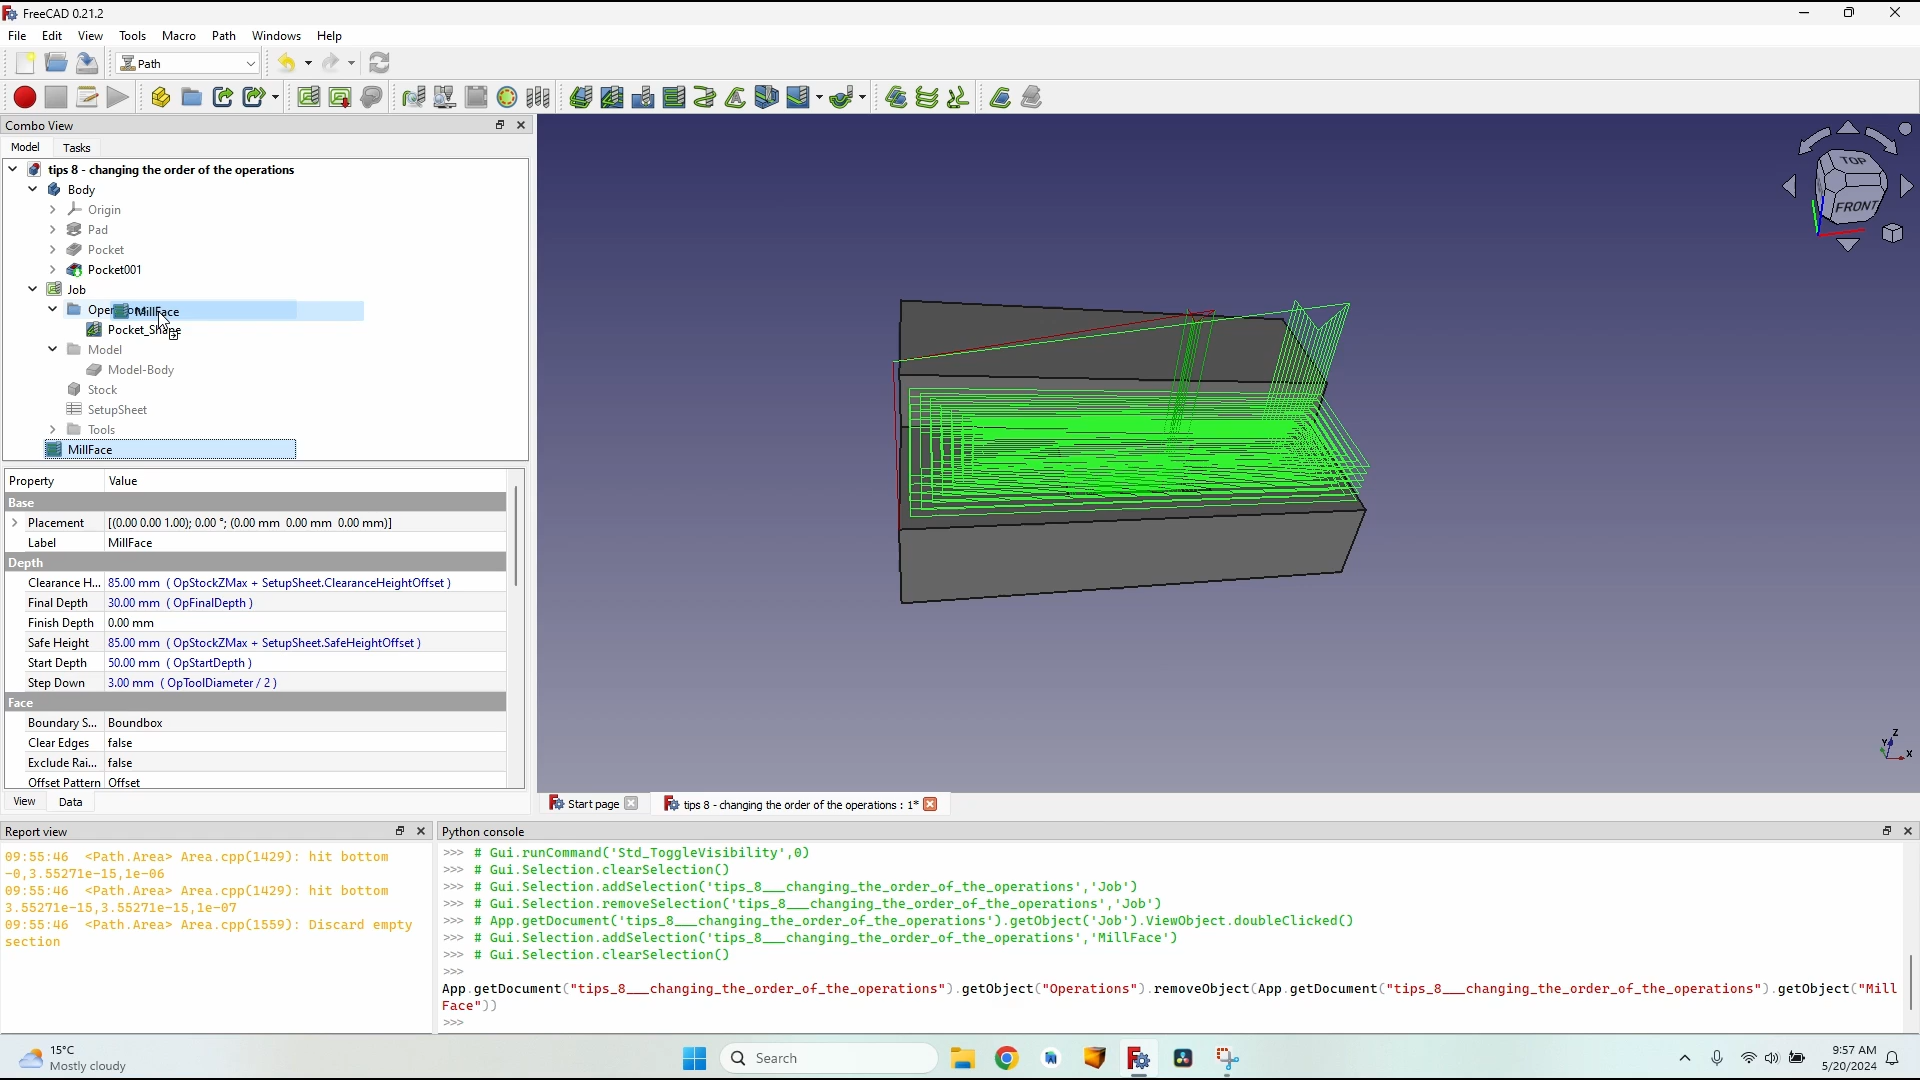 FreeCAD 0.21.2
File Edit View Tools Macro Path Windows Help
Path
Combo View
Model Tasks
tips 8 - changing the order of the operations
Body
Origin
Pad
Pocket
Pocket001
Job
MillFace
Pocket_Shape
Model
Model-Body
Stock
SetupSheet
Tools
MillFace
Property Value
Base
Placement [(0.00 0.00 1.00); 0.00 °; (0.00 mm 0.00 mm 0.00 mm)]
Label MillFace
Depth
Clearance H... 85.00 mm ( OpStockZMax + SetupSheet.ClearanceHeightOffset )
Final Depth 30.00 mm ( OpFinalDepth )
Finish Depth 0.00 mm
Safe Height 85.00 mm ( OpStockZMax + SetupSheet.SafeHeightOffset )
Start Depth 50.00 mm ( OpStartDepth )
Step Down 3.00 mm ( OpToolDiameter / 2 )
Face
Boundary S... Boundbox
Clear Edges false
Exclude Rai... false
Offset Pattern Offset
View Data
TOP
FRONT
Z
Y
X
Start page
tips 8 - changing the order of the operations : 1*
Report view
09:55:46 <Path.Area> Area.cpp(1429): hit bottom
-0,3.55271e-15,1e-06
09:55:46 <Path.Area> Area.cpp(1429): hit bottom
3.55271e-15,3.55271e-15,1e-07
09:55:46 <Path.Area> Area.cpp(1559): Discard empty
section
Python console
>>> # Gui.runCommand('Std_ToggleVisibility',0)
>>> # Gui.Selection.clearSelection()
>>> # Gui.Selection.addSelection('tips_8___changing_the_order_of_the_operations','Job')
>>> # Gui.Selection.removeSelection('tips_8___changing_the_order_of_the_operations','Job')
>>> # App.getDocument('tips_8___changing_the_order_of_the_operations').getObject('Job').ViewObject.doubleClicked()
>>> # Gui.Selection.addSelection('tips_8___changing_the_order_of_the_operations','MillFace')
>>> # Gui.Selection.clearSelection()
>>>
App.getDocument("tips_8___changing_the_order_of_the_operations").getObject("Operations").removeObject(App.getDocument("tips_8___changing_the_order_of_the_operations").getObject("Mill
Face"))
>>>
15°C
Mostly cloudy
Search
9:57 AM
5/20/2024